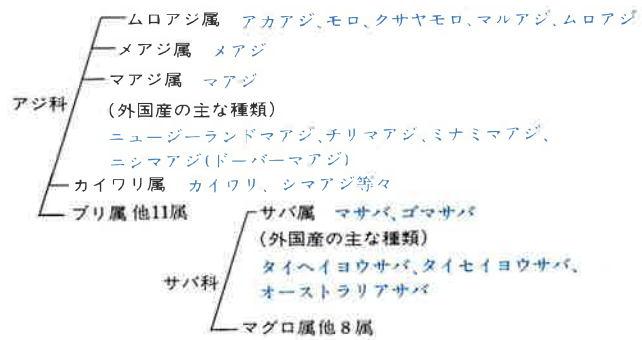 ムロアジ属 アカアジ、モロ、クサヤモロ、マルアジ、ムロアジ
メアジ属 メアジ
マアジ属 マアジ
アジ科
(外国産の主な種類)
ニュージーランドマアジ、チリマアジ、ミナミマアジ、
ニシマアジ(ドーバーマアジ)
カイワリ属 カイワリ、シマアジ等々
ブリ属 他11属
サバ属 マサバ、ゴマサバ
(外国産の主な種類)
タイヘイヨウサバ、タイセイヨウサバ、
サバ科
オーストラリアサバ
マグロ属他8属